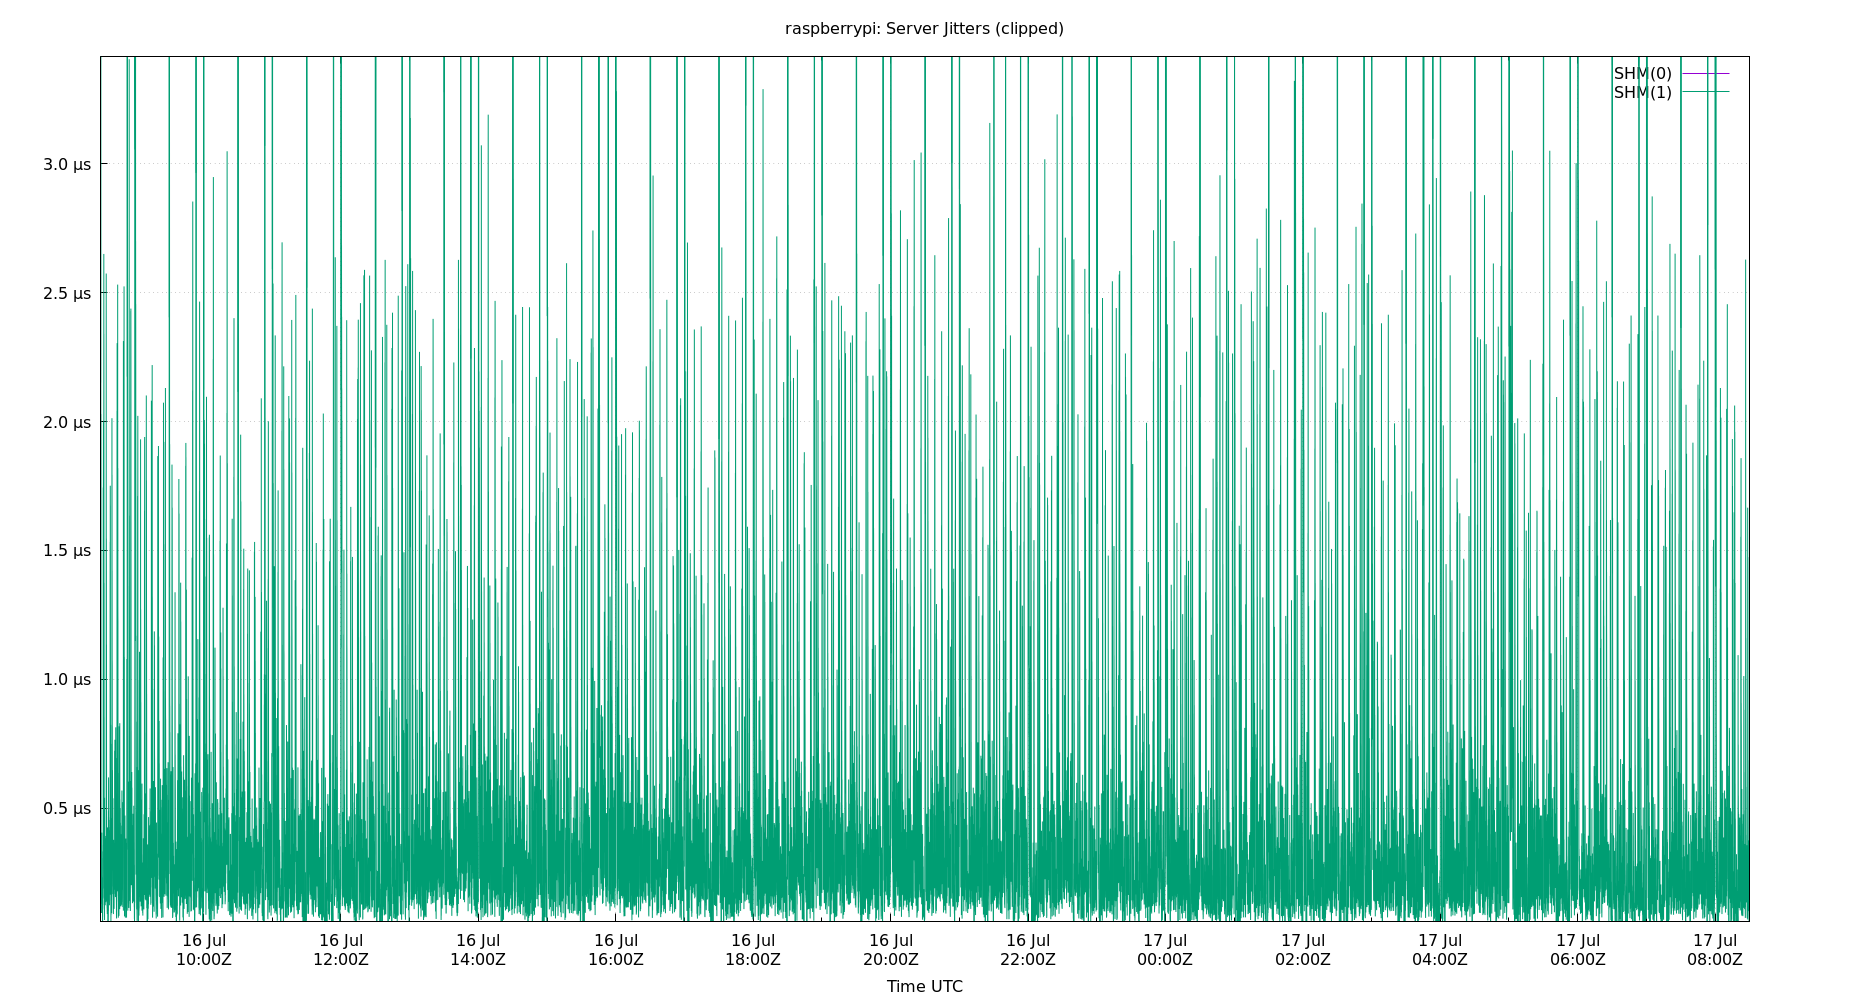 raspberrypi: Server Jitters (clipped)
SHM(0)
SHM(1)
3.0 µs
2.5 µs
2.0 µs
1.5 µs
1.0 µs
0.5 µs
16 Jul 16 Jul 16 Jul 16 Jul 16 Jul 16 Jul 16 Jul 17 Jul 17 Jul 17 Jul 17 Jul 17 Jul
10:00Z 12:00Z 14:00Z 16:00Z 18:00Z 20:00Z 22:00Z 00:00Z 02:00Z 04:00Z 06:00Z 08:00Z
Time UTC